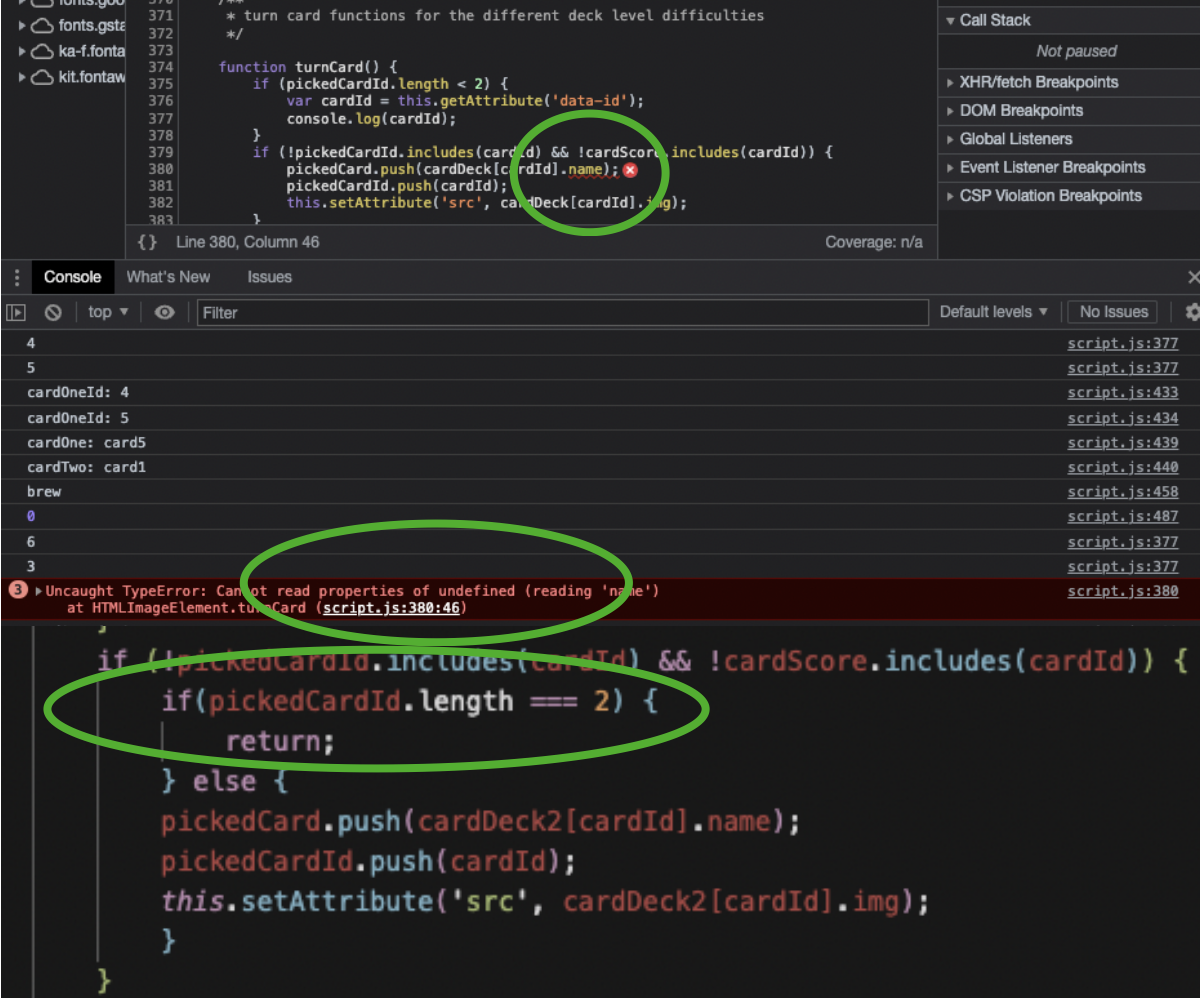 fonts.goo
fonts.gsta
ka-f.fonta
kit.fontaw
370 /**
371 * turn card functions for the different deck level difficulties
372 */
373
374 function turnCard() {
375 if (pickedCardId.length < 2) {
376 var cardId = this.getAttribute('data-id');
377 console.log(cardId);
378 }
379 if (!pickedCardId.includes(cardId) && !cardScore.includes(cardId)) {
380 pickedCard.push(cardDeck[cardId].name);
381 pickedCardId.push(cardId);
382 this.setAttribute('src', cardDeck[cardId].img);
383 }
{} Line 380, Column 46 Coverage: n/a
Call Stack
Not paused
XHR/fetch Breakpoints
DOM Breakpoints
Global Listeners
Event Listener Breakpoints
CSP Violation Breakpoints
Console What's New Issues
top Filter Default levels No Issues
4 script.js:377
5 script.js:377
cardOneId: 4 script.js:433
cardOneId: 5 script.js:434
cardOne: card5 script.js:439
cardTwo: card1 script.js:440
brew script.js:458
0 script.js:487
6 script.js:377
3 script.js:377
3 Uncaught TypeError: Cannot read properties of undefined (reading 'name') script.js:380
at HTMLImageElement.turnCard (script.js:380:46)
if (!pickedCardId.includes(cardId) && !cardScore.includes(cardId)) {
if(pickedCardId.length === 2) {
return;
} else {
pickedCard.push(cardDeck2[cardId].name);
pickedCardId.push(cardId);
this.setAttribute('src', cardDeck2[cardId].img);
}
}